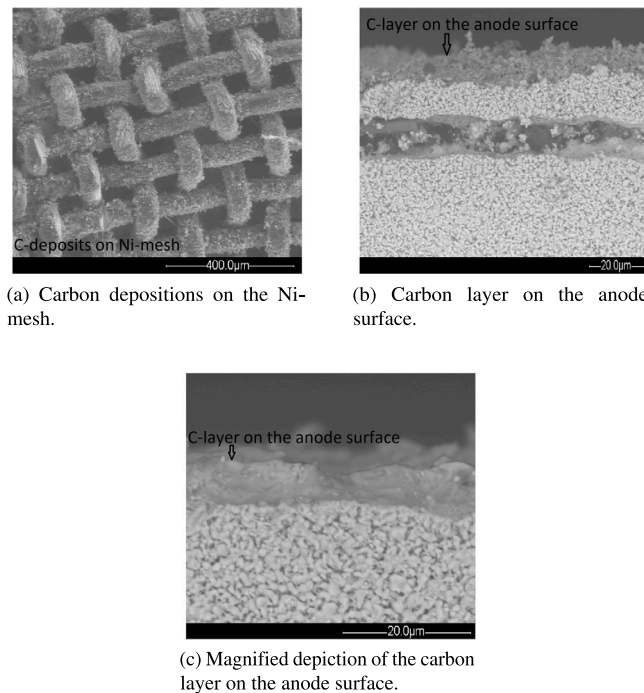 C-layer on the anode surface
C-deposits on Ni-mesh
400.0µm
20.0µm
(a) Carbon depositions on the Ni-
mesh.
(b) Carbon layer on the anode
surface.
C-layer on the anode surface
20.0µm
(c) Magnified depiction of the carbon
layer on the anode surface.